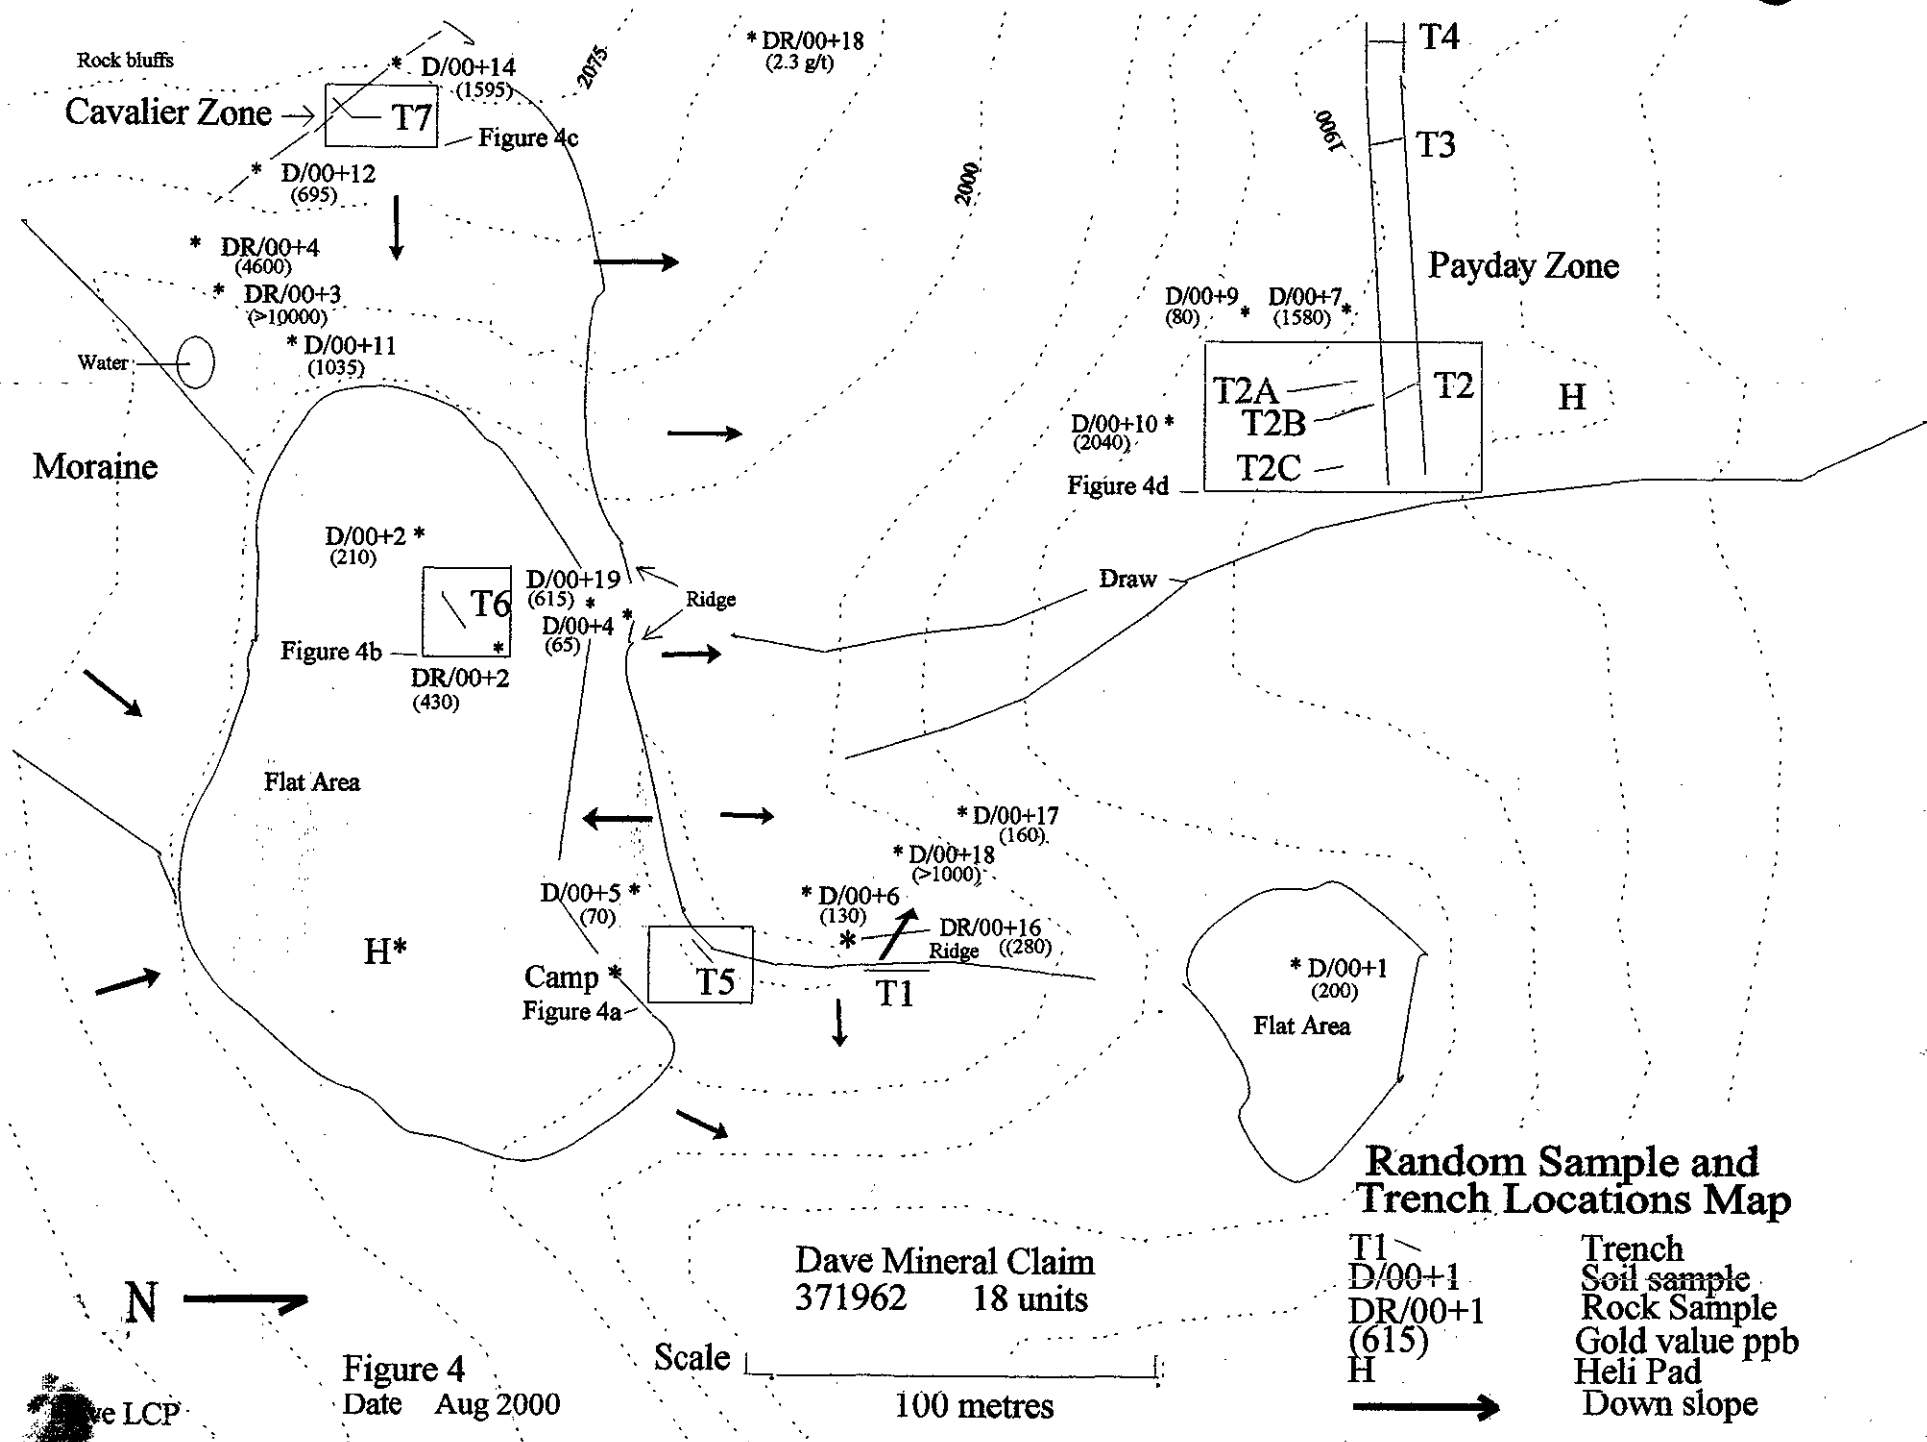 Rock bluffs
* D/00+14
(1595)
Cavalier Zone
T7
Figure 4c
* D/00+12
(695)
2075
* DR/00+18
(2.3 g/t)
2000
1900
T4
T3
Payday Zone
* DR/00+4
(4600)
* DR/00+3
(>10000)
* D/00+11
(1035)
Water
Moraine
D/00+9 *
(80)
D/00+7 *
(1580)
T2A
T2B
T2C
T2
H
D/00+10 *
(2040)
Figure 4d
D/00+2 *
(210)
T6
Figure 4b
*
DR/00+2
(430)
D/00+19
(615) *
D/00+4 *
(65)
Ridge
Draw
Flat Area
* D/00+17
(160)
* D/00+18
(>1000)
D/00+5 *
(70)
* D/00+6
(130)
* DR/00+16
((280)
Ridge
H*
Camp *
Figure 4a
T5
T1
* D/00+1
(200)
Flat Area
Random Sample and
Trench Locations Map
T1 Trench
D/00+1 Soil sample
DR/00+1 Rock Sample
(615) Gold value ppb
H Heli Pad
Down slope
Dave Mineral Claim
371962 18 units
N
Scale
100 metres
Figure 4
Date Aug 2000
LCP